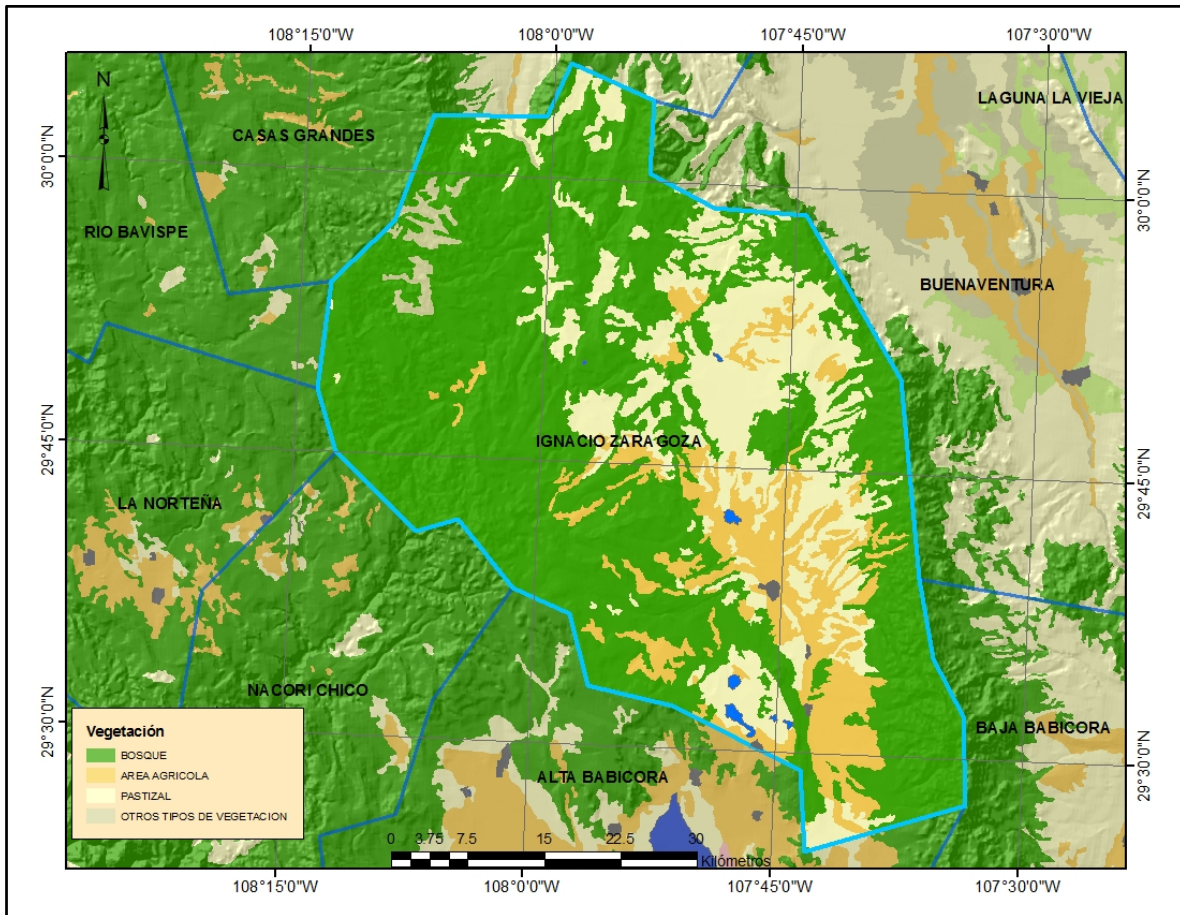 108°15'0"W 108°0'0"W 107°45'0"W 107°30'0"W
N
LAGUNA LA VIEJA
CASAS GRANDES
30°0'0"N
30°0'0"N
RIO BAVISPE
BUENAVENTURA
IGNACIO ZARAGOZA
29°45'0"N
29°45'0"N
LA NORTEÑA
NACORI CHICO
29°30'0"N
BAJA BABICORA
29°30'0"N
ALTA BABICORA
Vegetación
BOSQUE
AREA AGRICOLA
PASTIZAL
OTROS TIPOS DE VEGETACION
0 3.75 7.5 15 22.5 30
Kilómetros
108°15'0"W 108°0'0"W 107°45'0"W 107°30'0"W